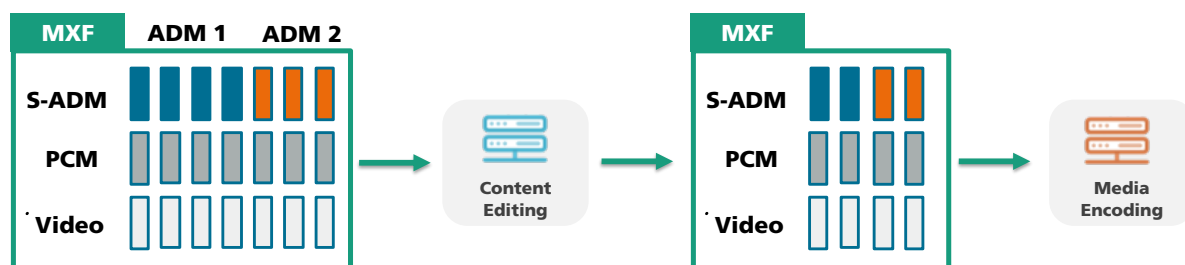 MXF ADM 1 ADM 2
S-ADM
PCM
Video
Content
Editing
MXF
S-ADM
PCM
Video
Media
Encoding